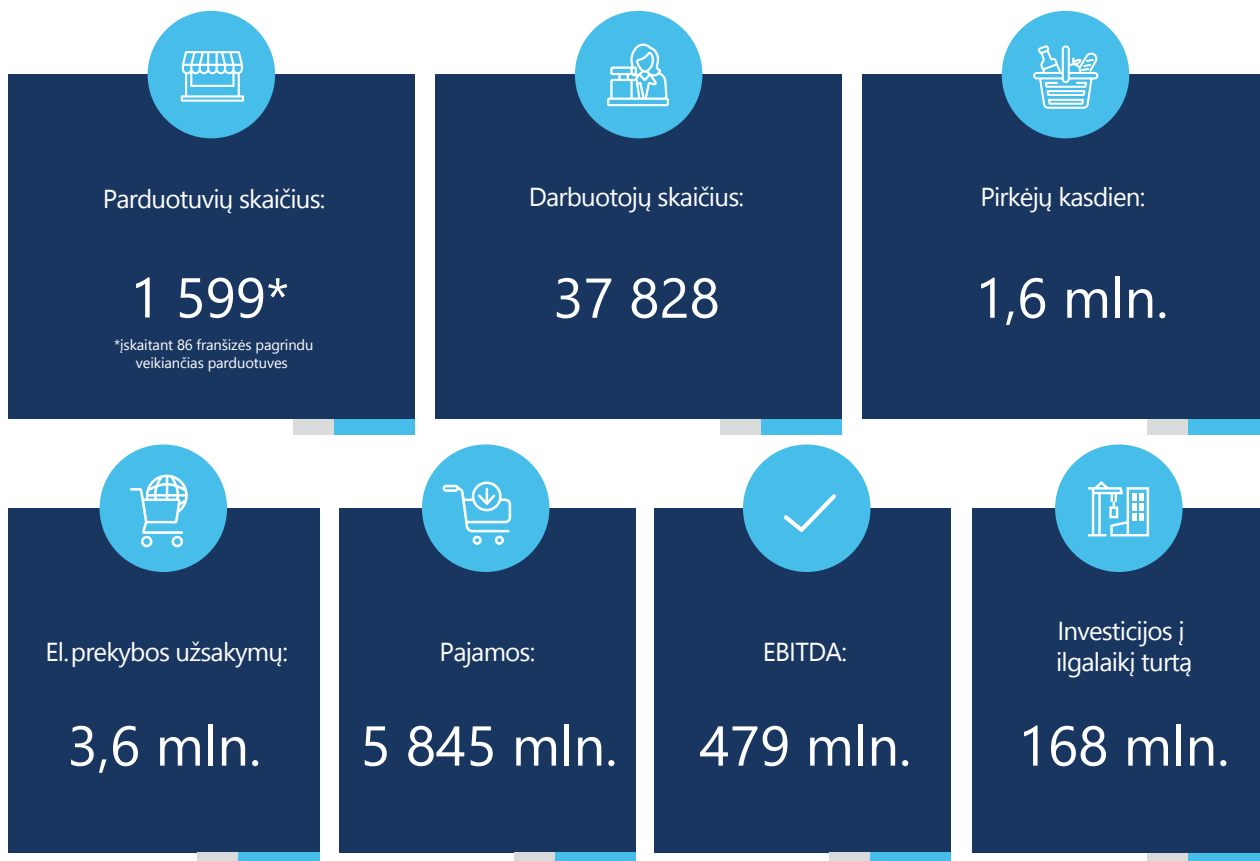 Parduotuvių skaičius:
1 599*
*įskaitant 86 franšizės pagrindu
veikiančias parduotuves
Darbuotojų skaičius:
37 828
Pirkėjų kasdien:
1,6 mln.
El.prekybos užsakymų:
3,6 mln.
Pajamos:
5 845 mln.
EBITDA:
479 mln.
Investicijos į
ilgalaikį turtą
168 mln.